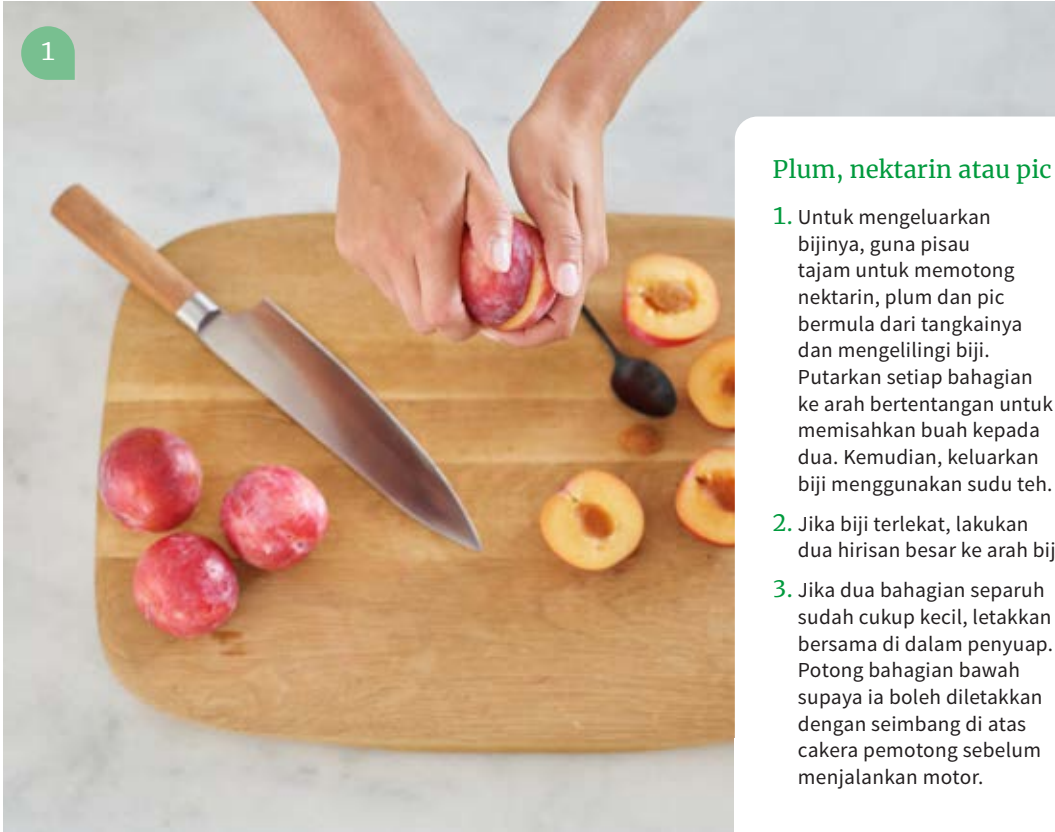 1
Plum, nektarin atau pic
1. Untuk mengeluarkan
bijinya, guna pisau
tajam untuk memotong
nektarin, plum dan pic
bermula dari tangkainya
dan mengelilingi biji.
Putarkan setiap bahagian
ke arah bertentangan untuk
memisahkan buah kepada
dua. Kemudian, keluarkan
biji menggunakan sudu teh.
2. Jika biji terlekat, lakukan
dua hirisan besar ke arah
3. Jika dua bahagian separuh
sudah cukup kecil, letakkan
bersama di dalam penyuap.
Potong bahagian bawah
supaya ia boleh diletakkan
dengan seimbang di atas
cakera pemotong sebelum
menjalankan motor.